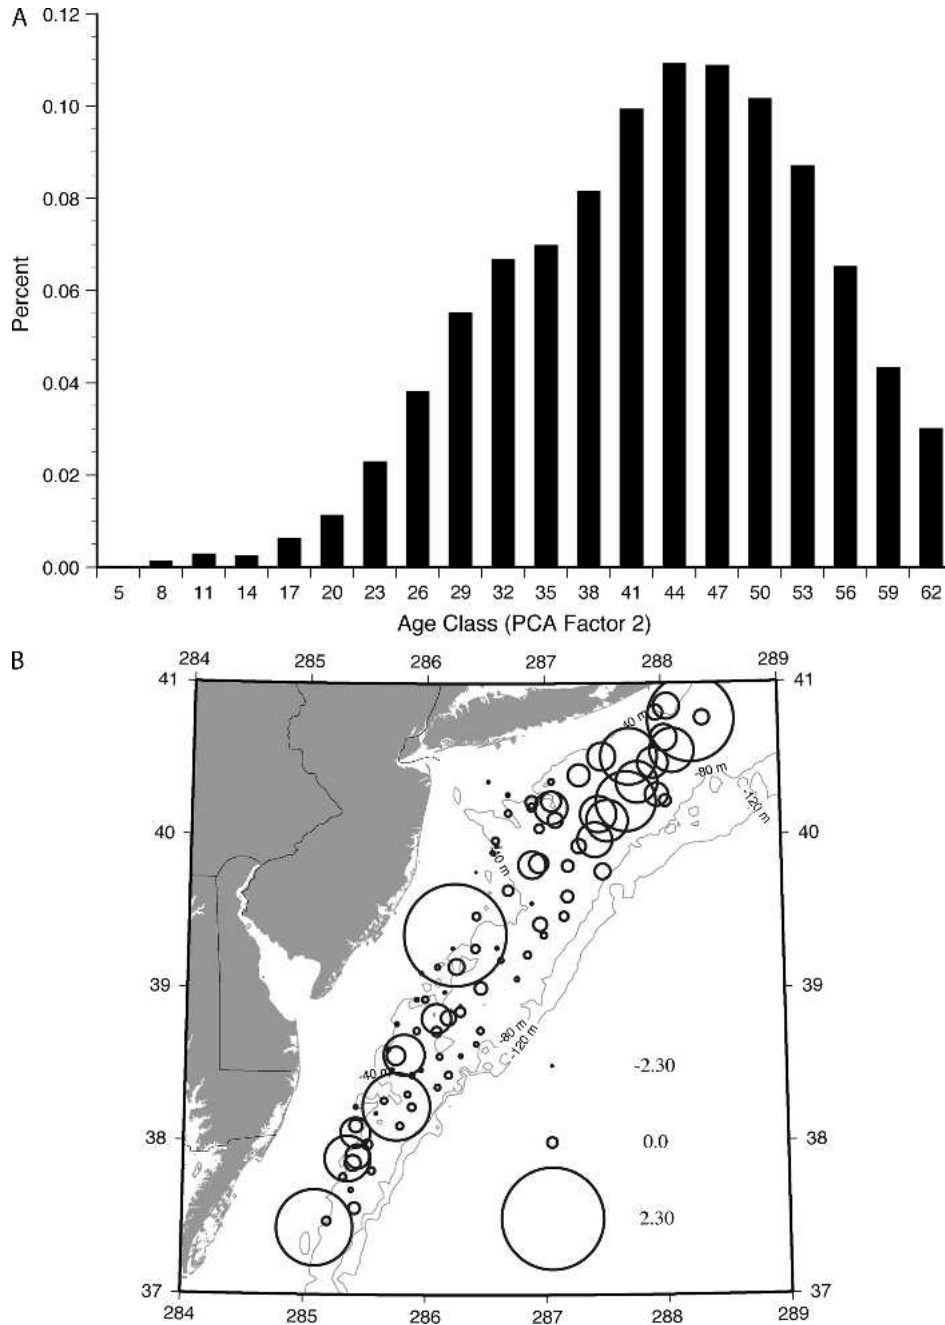 A
0.12
0.10
0.08
0.06
0.04
0.02
0.00
Percent
5 8 11 14 17 20 23 26 29 32 35 38 41 44 47 50 53 56 59 62
Age Class (PCA Factor 2)
B
284 285 286 287 288 289
41 41
40 m
-80 m
-120 m
40 40
40 m
39 39
-80 m
-120 m
-40 m
-2.30
38 0.0 38
2.30
37 37
284 285 286 287 288 289